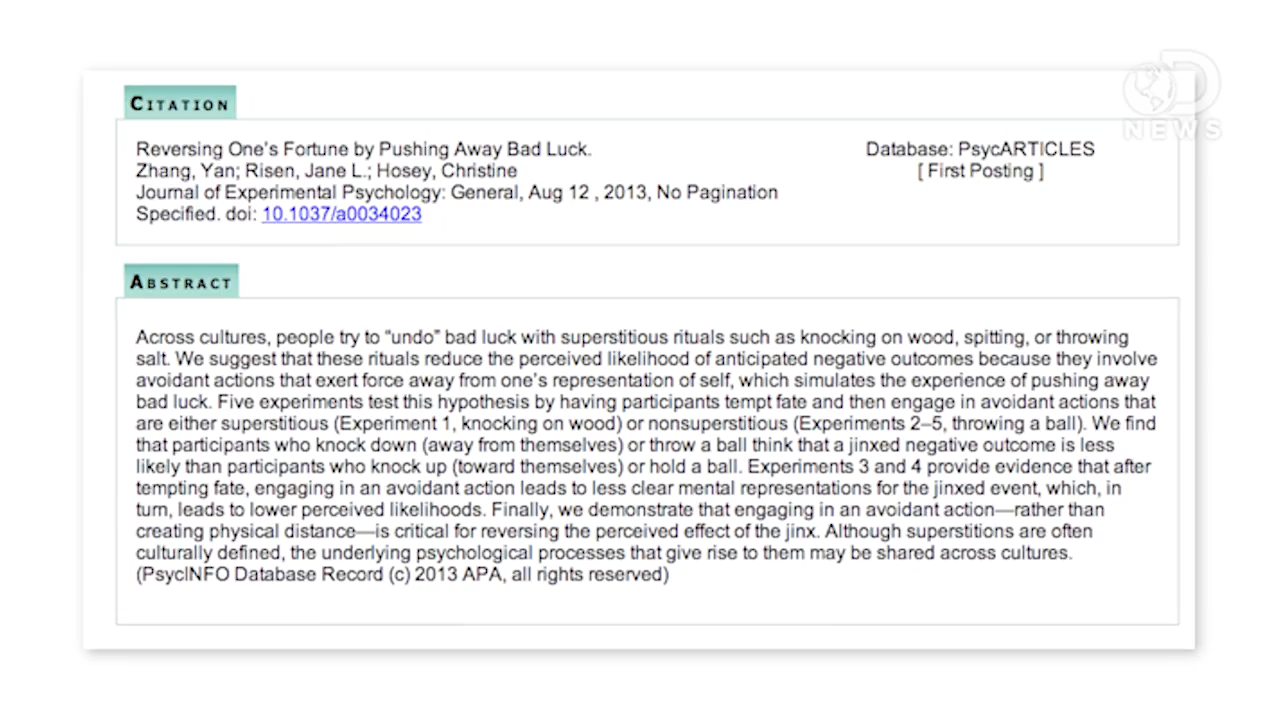 D
NEWS
CITATION
Reversing One's Fortune by Pushing Away Bad Luck.
Zhang, Yan; Risen, Jane L.; Hosey, Christine
Journal of Experimental Psychology: General, Aug 12 , 2013, No Pagination
Specified. doi: 10.1037/a0034023
Database: PsycARTICLES
[ First Posting ]
ABSTRACT
Across cultures, people try to “undo” bad luck with superstitious rituals such as knocking on wood, spitting, or throwing
salt. We suggest that these rituals reduce the perceived likelihood of anticipated negative outcomes because they involve
avoidant actions that exert force away from one's representation of self, which simulates the experience of pushing away
bad luck. Five experiments test this hypothesis by having participants tempt fate and then engage in avoidant actions that
are either superstitious (Experiment 1, knocking on wood) or nonsuperstitious (Experiments 2–5, throwing a ball). We find
that participants who knock down (away from themselves) or throw a ball think that a jinxed negative outcome is less
likely than participants who knock up (toward themselves) or hold a ball. Experiments 3 and 4 provide evidence that after
tempting fate, engaging in an avoidant action leads to less clear mental representations for the jinxed event, which, in
turn, leads to lower perceived likelihoods. Finally, we demonstrate that engaging in an avoidant action—rather than
creating physical distance—is critical for reversing the perceived effect of the jinx. Although superstitions are often
culturally defined, the underlying psychological processes that give rise to them may be shared across cultures.
(PsycINFO Database Record (c) 2013 APA, all rights reserved)